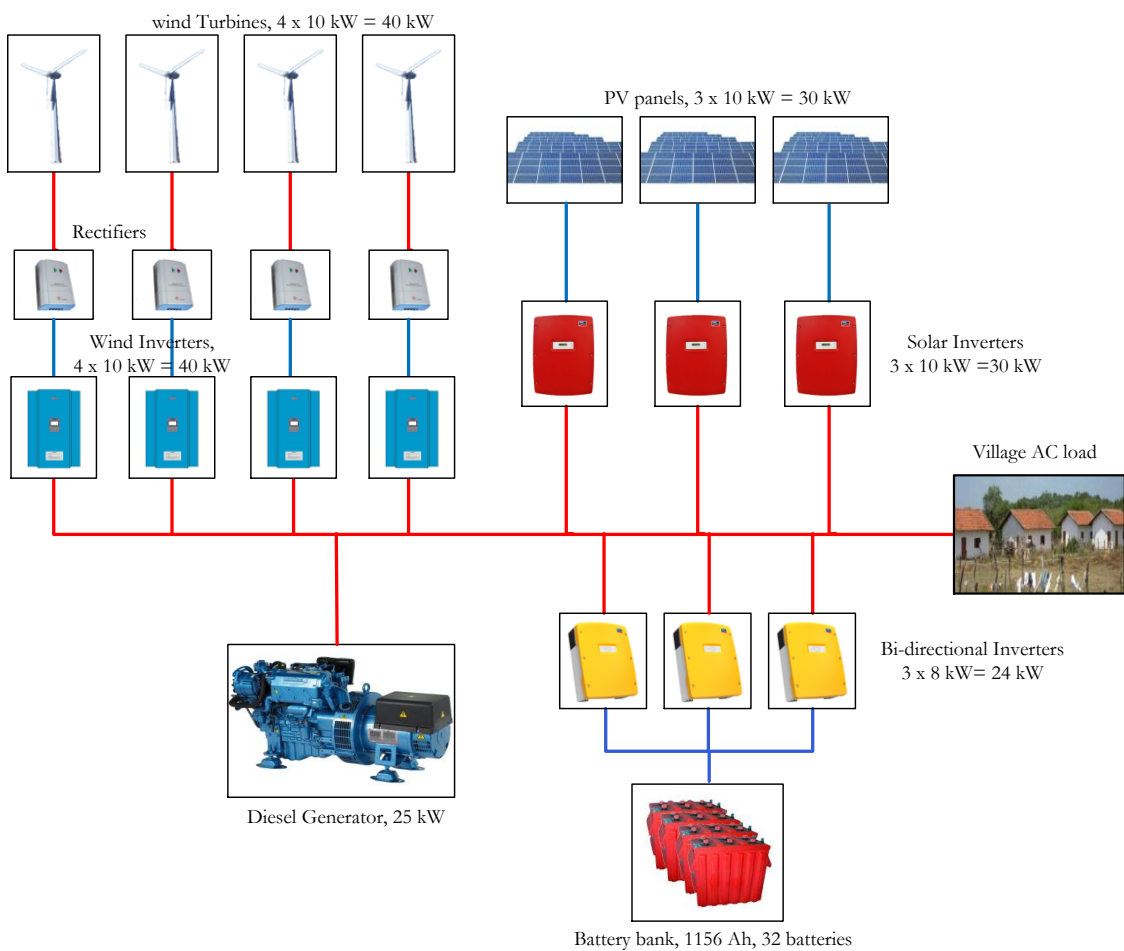 wind Turbines, 4 x 10 kW = 40 kW
PV panels, 3 x 10 kW = 30 kW
Rectifiers
Wind Inverters,
4 x 10 kW = 40 kW
Solar Inverters
3 x 10 kW =30 kW
Village AC load
Bi-directional Inverters
3 x 8 kW= 24 kW
Diesel Generator, 25 kW
Battery bank, 1156 Ah, 32 batteries